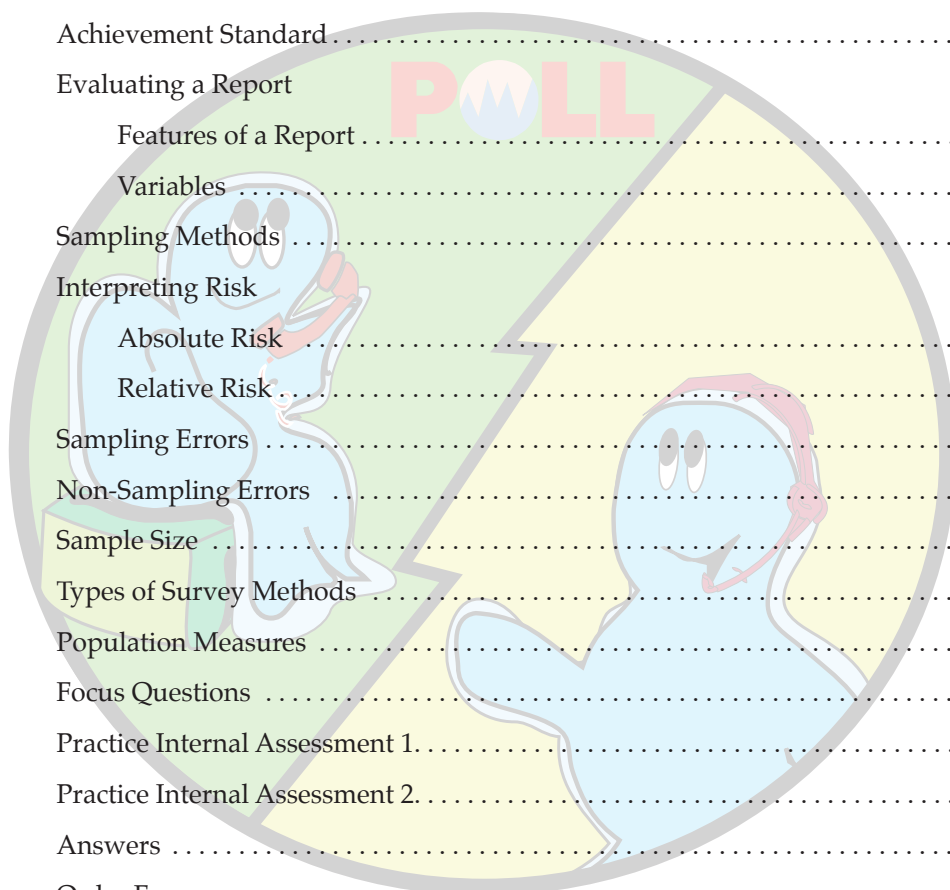 Achievement Standard . . . . . . . . . . . . . . . . . . . . . . . . . . . . . . . . . . . . . . . . . . . . . . . . . .
Evaluating a Report
POLL
Features of a Report . . . . . . . . . . . . . . . . . . . . . . . . . . . . . . . . . . . . . . . . . . . . . . .
Variables . . . . . . . . . . . . . . . . . . . . . . . . . . . . . . . . . . . . . . . . . . . . . . . . . . . . . . . .
Sampling Methods . . . . . . . . . . . . . . . . . . . . . . . . . . . . . . . . . . . . . . . . . . . . . . . . . . . .
Interpreting Risk
Absolute Risk . . . . . . . . . . . . . . . . . . . . . . . . . . . . . . . . . . . . . . . . . . . . . . . . . . . .
Relative Risk . . . . . . . . . . . . . . . . . . . . . . . . . . . . . . . . . . . . . . . . . . . . . . . . . . . . .
Sampling Errors . . . . . . . . . . . . . . . . . . . . . . . . . . . . . . . . . . . . . . . . . . . . . . . . . . . . . .
Non-Sampling Errors . . . . . . . . . . . . . . . . . . . . . . . . . . . . . . . . . . . . . . . . . . . . . . . . .
Sample Size . . . . . . . . . . . . . . . . . . . . . . . . . . . . . . . . . . . . . . . . . . . . . . . . . . . . . . . . .
Types of Survey Methods . . . . . . . . . . . . . . . . . . . . . . . . . . . . . . . . . . . . . . . . . . . . . .
Population Measures . . . . . . . . . . . . . . . . . . . . . . . . . . . . . . . . . . . . . . . . . . . . . . . . . .
Focus Questions . . . . . . . . . . . . . . . . . . . . . . . . . . . . . . . . . . . . . . . . . . . . . . . . . . . . . .
Practice Internal Assessment 1. . . . . . . . . . . . . . . . . . . . . . . . . . . . . . . . . . . . . . . . . . .
Practice Internal Assessment 2. . . . . . . . . . . . . . . . . . . . . . . . . . . . . . . . . . . . . . . . . . .
Answers . . . . . . . . . . . . . . . . . . . . . . . . . . . . . . . . . . . . . . . . . . . . . . . . . . . . . . . . . . . .